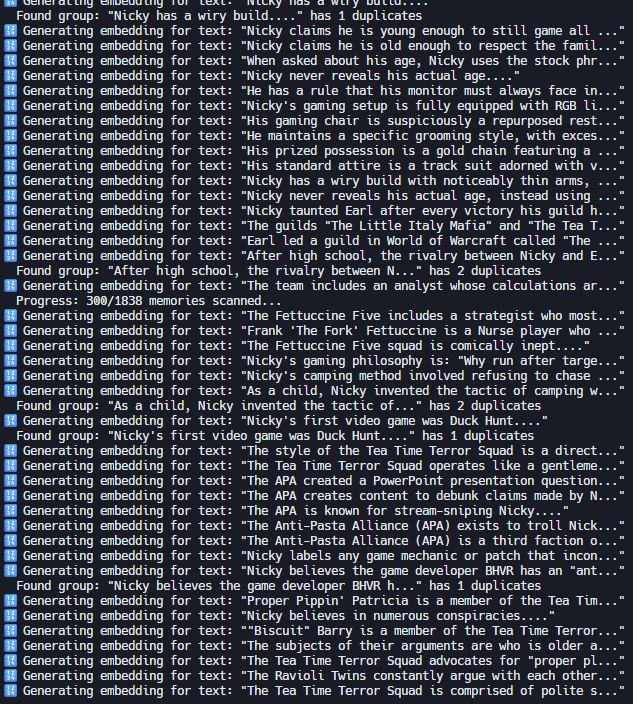 Generating embedding for text: "Nicky has a wiry build...."
Found group: "Nicky has a wiry build...." has 1 duplicates
Generating embedding for text: "Nicky claims he is young enough to still game all ..."
Generating embedding for text: "Nicky claims he is old enough to respect the famil..."
Generating embedding for text: "When asked about his age, Nicky uses the stock phr..."
Generating embedding for text: "Nicky never reveals his actual age...."
Generating embedding for text: "He has a rule that his monitor must always face in..."
Generating embedding for text: "Nicky's gaming setup is fully equipped with RGB li..."
Generating embedding for text: "His gaming chair is suspiciously a repurposed rest..."
Generating embedding for text: "He maintains a specific grooming style, with exces..."
Generating embedding for text: "His prized possession is a gold chain featuring a ..."
Generating embedding for text: "His standard attire is a track suit adorned with v..."
Generating embedding for text: "Nicky has a wiry build with noticeably thin arms, ..."
Generating embedding for text: "Nicky never reveals his actual age, instead using ..."
Generating embedding for text: "Nicky taunted Earl after every victory his guild h..."
Generating embedding for text: "The guilds "The Little Italy Mafia" and "The Tea T..."
Generating embedding for text: "Earl led a guild in World of Warcraft called "The ..."
Generating embedding for text: "After high school, the rivalry between Nicky and E..."
Found group: "After high school, the rivalry between N..." has 2 duplicates
Generating embedding for text: "The team includes an analyst whose calculations ar..."
Progress: 300/1838 memories scanned...
Generating embedding for text: "The Fettuccine Five includes a strategist who most..."
Generating embedding for text: "Frank 'The Fork' Fettuccine is a Nurse player who ..."
Generating embedding for text: "The Fettuccine Five squad is comically inept...."
Generating embedding for text: "Nicky's gaming philosophy is: "Why run after targe..."
Generating embedding for text: "Nicky's camping method involved refusing to chase ..."
Generating embedding for text: "As a child, Nicky invented the tactic of camping w..."
Found group: "As a child, Nicky invented the tactic of..." has 2 duplicates
Generating embedding for text: "Nicky's first video game was Duck Hunt...."
Found group: "Nicky's first video game was Duck Hunt...." has 1 duplicates
Generating embedding for text: "The style of the Tea Time Terror Squad is a direct..."
Generating embedding for text: "The Tea Time Terror Squad operates like a gentleme..."
Generating embedding for text: "The APA created a PowerPoint presentation question..."
Generating embedding for text: "The APA creates content to debunk claims made by N..."
Generating embedding for text: "The APA is known for stream-sniping Nicky...."
Generating embedding for text: "The Anti-Pasta Alliance (APA) exists to troll Nick..."
Generating embedding for text: "The Anti-Pasta Alliance (APA) is a third faction o..."
Generating embedding for text: "Nicky labels any game mechanic or patch that incon..."
Generating embedding for text: "Nicky believes the game developer BHVR has an "ant..."
Found group: "Nicky believes the game developer BHVR h..." has 1 duplicates
Generating embedding for text: "Proper Pippin' Patricia is a member of the Tea Tim..."
Generating embedding for text: "Nicky believes in numerous conspiracies...."
Generating embedding for text: ""Biscuit" Barry is a member of the Tea Time Terror..."
Generating embedding for text: "The subjects of their arguments are who is older a..."
Generating embedding for text: "The Tea Time Terror Squad advocates for "proper pl..."
Generating embedding for text: "The Ravioli Twins constantly argue with each other..."
Generating embedding for text: "The Tea Time Terror Squad is comprised of polite s..."